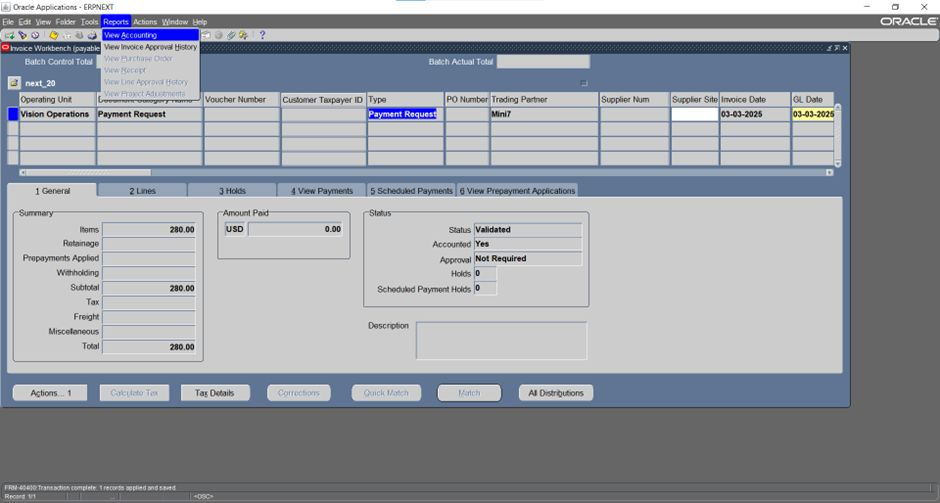 Oracle Applications - ERPNEXT
File Edit View Folder Tools Reports Actions Window Help
ORACLE
View Accounting
View Invoice Approval History
View Purchase Order
View Receipt
View Line Approval History
View Project Adjustments
Invoice Workbench (payable
Batch Control Total
Batch Actual Total
next_20
Operating Unit Document Category Name Voucher Number Customer Taxpayer ID Type PO Number Trading Partner Supplier Num Supplier Site Invoice Date GL Date
Vision Operations Payment Request Payment Request Mini7 03-03-2025 03-03-2025
1 General 2 Lines 3 Holds 4 View Payments 5 Scheduled Payments 6 View Prepayment Applications
Summary
Items 280.00
Retainage
Prepayments Applied
Withholding
Subtotal 280.00
Tax
Freight
Miscellaneous
Total 280.00
Amount Paid
USD 0.00
Status
Status Validated
Accounted Yes
Approval Not Required
Holds 0
Scheduled Payment Holds 0
Description
Actions... 1 Calculate Tax Tax Details Corrections Quick Match Match All Distributions
FRM-40400:Transaction complete: 1 records applied and saved.
Record: 1/1 ... <OSC>